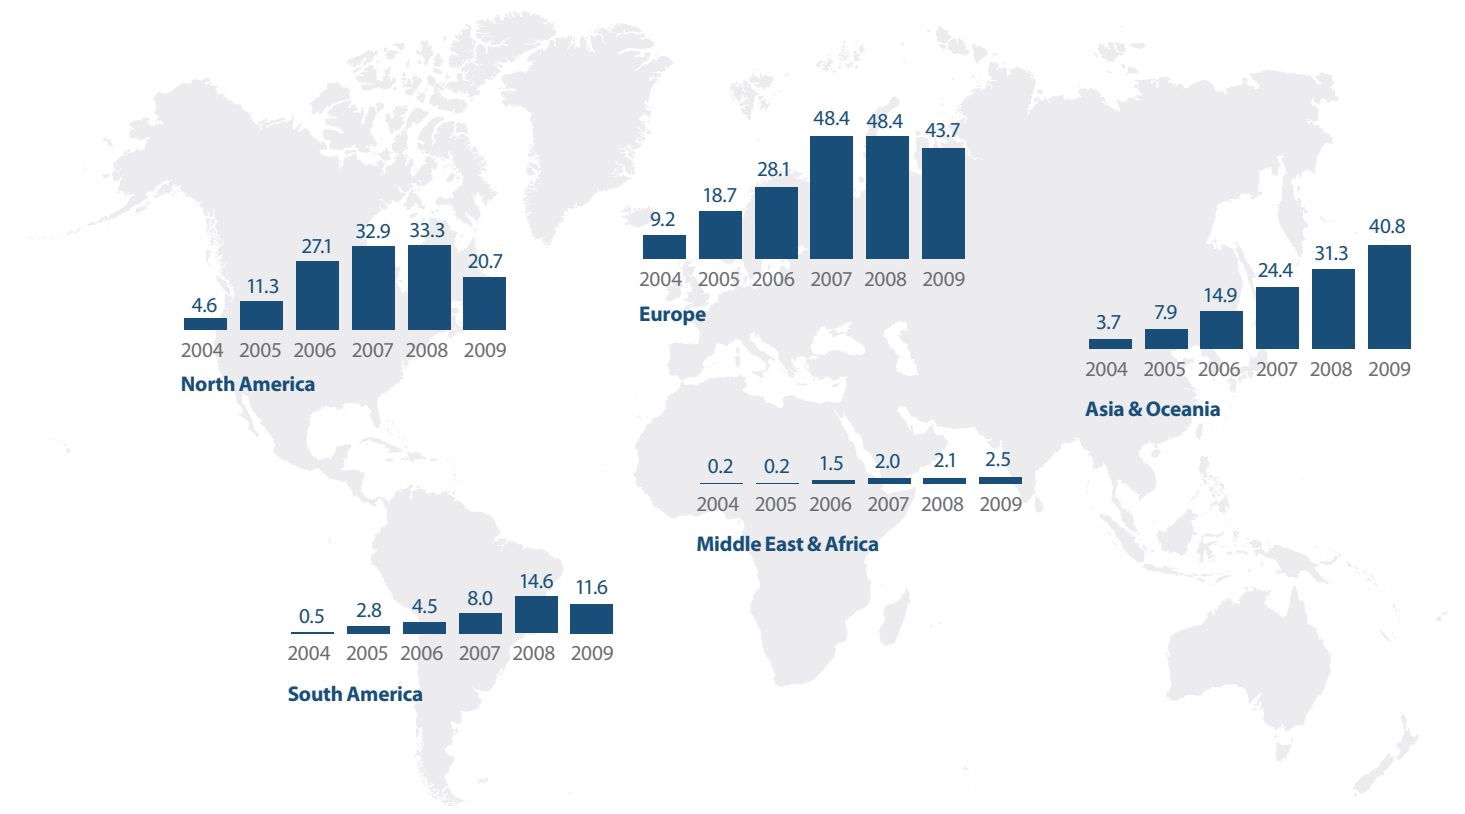 48.4 48.4 43.7
28.1
18.7
9.2
2004 2005 2006 2007 2008 2009
Europe
32.9 33.3
27.1
20.7
11.3
4.6
2004 2005 2006 2007 2008 2009
North America
40.8
31.3
24.4
14.9
7.9
3.7
2004 2005 2006 2007 2008 2009
Asia & Oceania
0.2 0.2 1.5 2.0 2.1 2.5
2004 2005 2006 2007 2008 2009
Middle East & Africa
14.6 11.6
8.0
4.5
2.8
0.5
2004 2005 2006 2007 2008 2009
South America